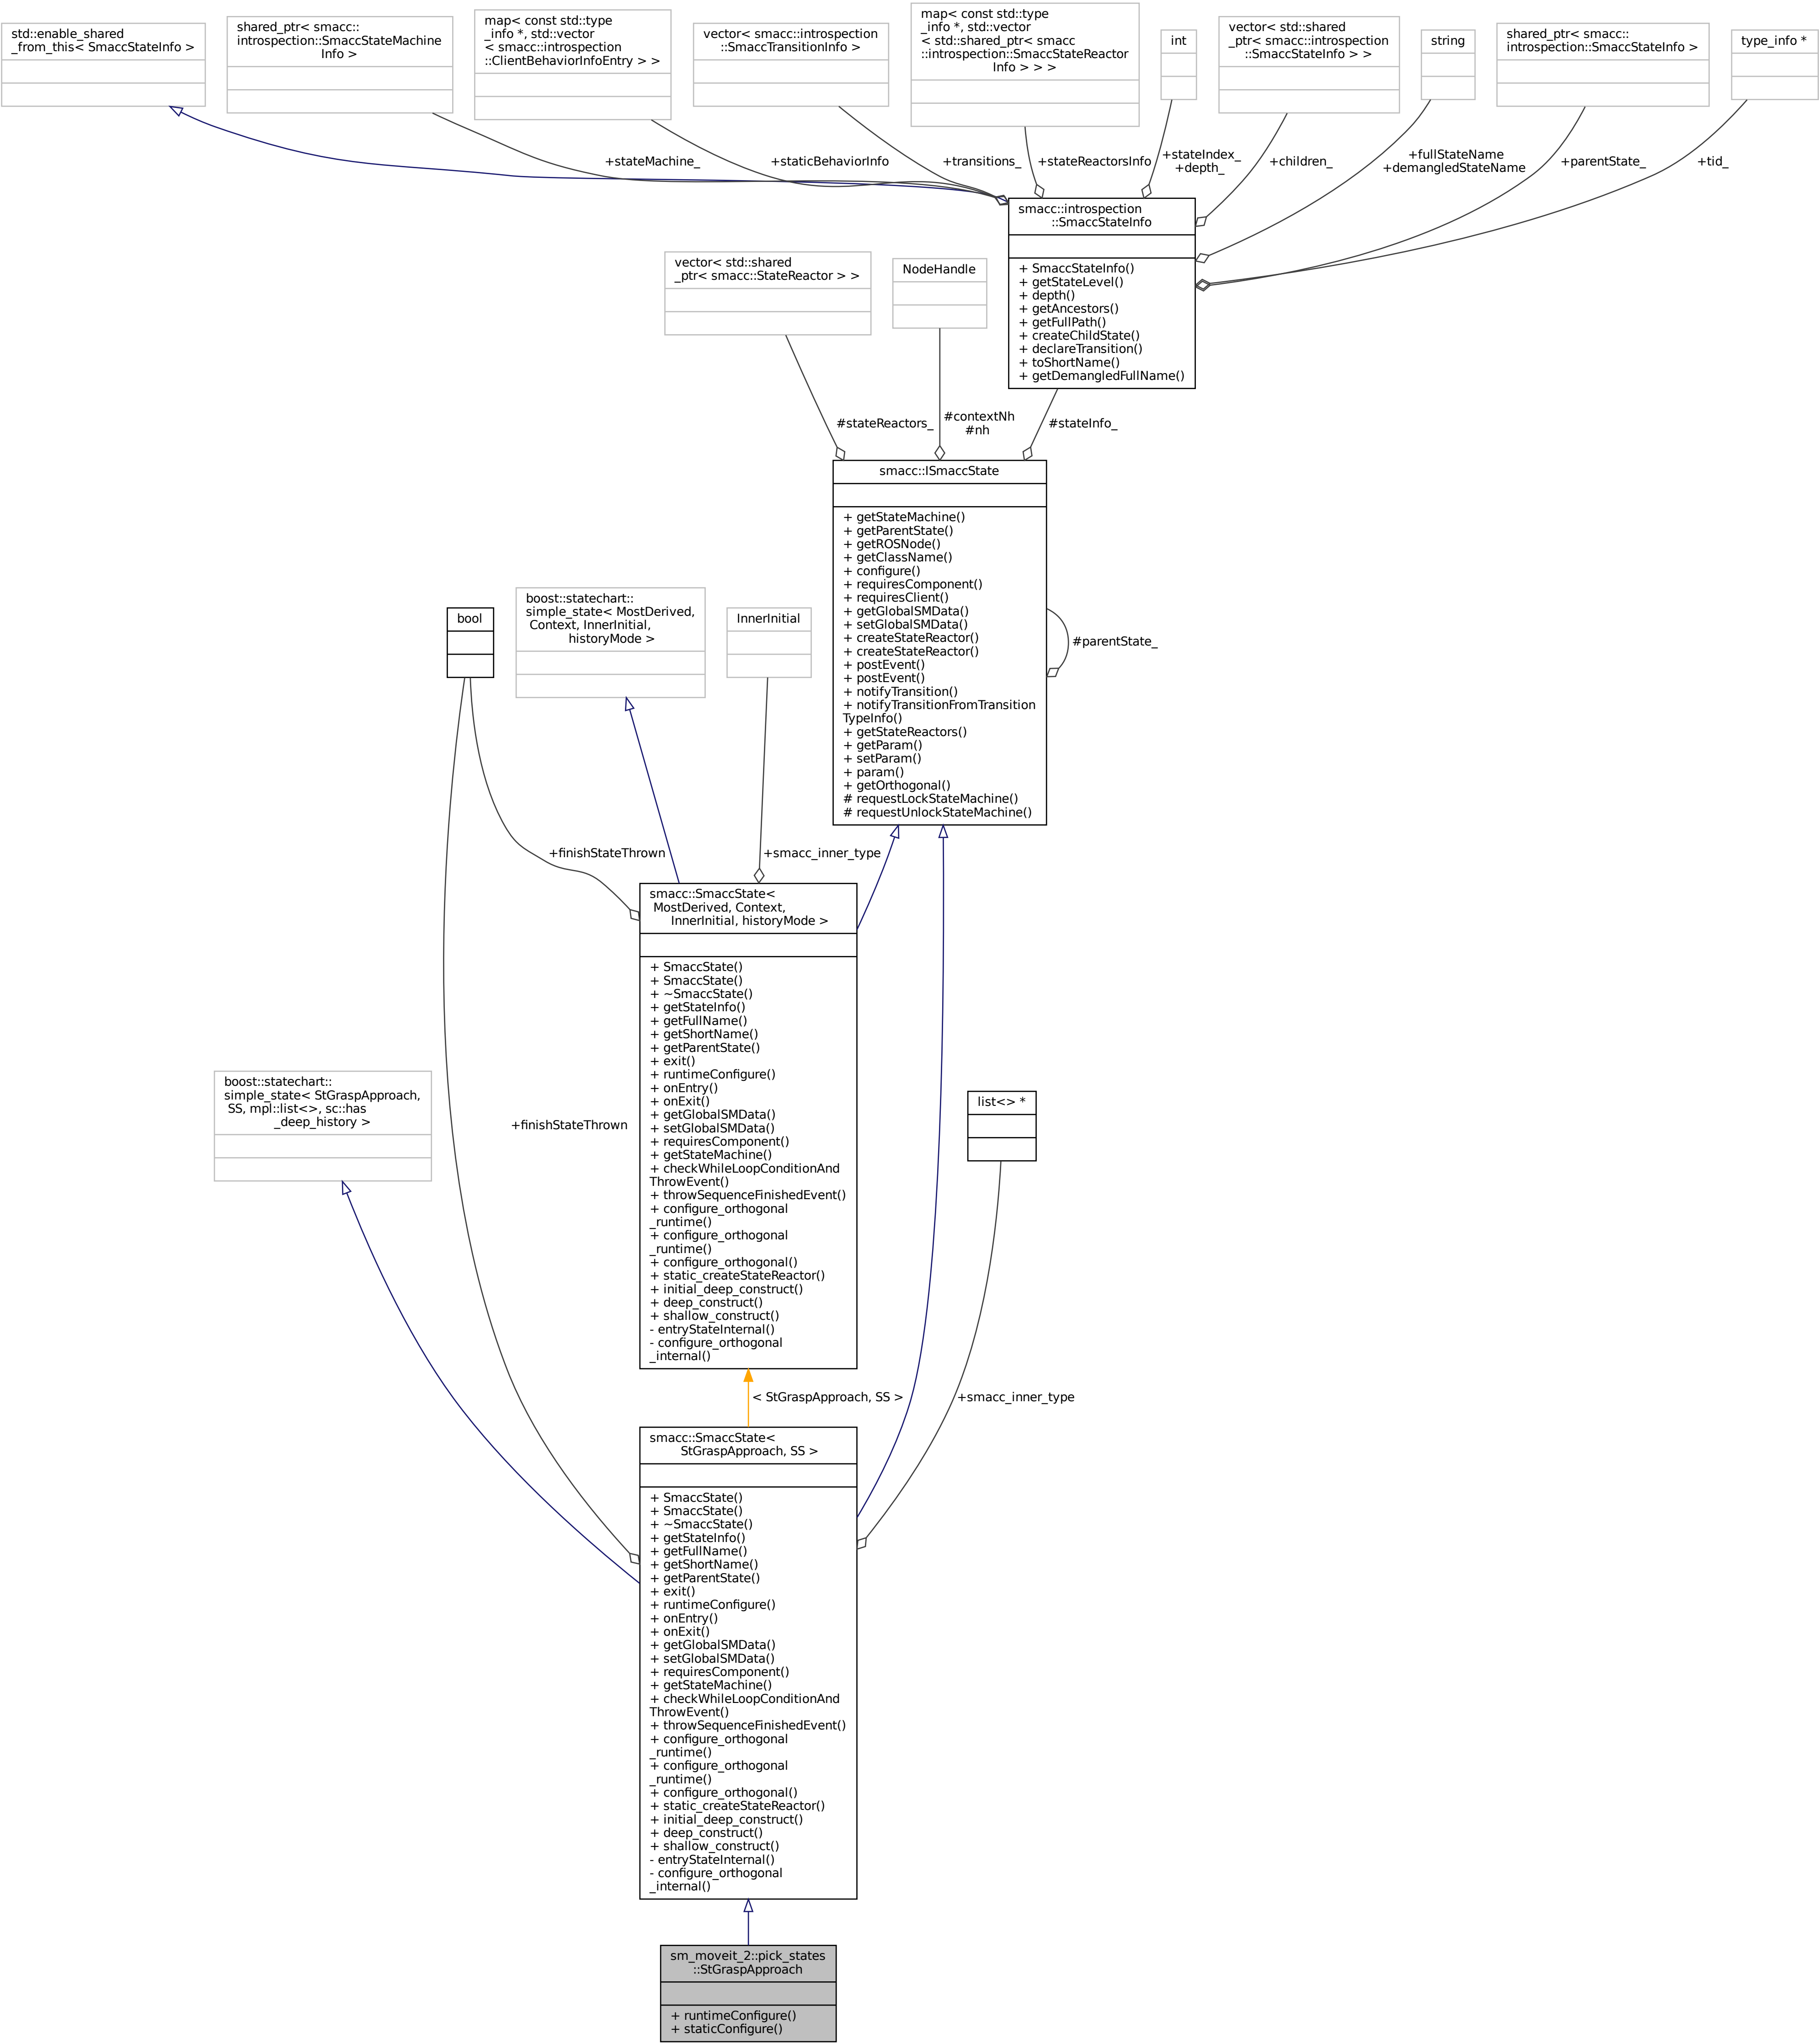 std::enable_shared
_from_this< SmaccStateInfo >
shared_ptr< smacc::
introspection::SmaccStateMachine
Info >
map< const std::type
_info *, std::vector
< smacc::introspection
::ClientBehaviorInfoEntry > >
vector< smacc::introspection
::SmaccTransitionInfo >
map< const std::type
_info *, std::vector
< std::shared_ptr< smacc
::introspection::SmaccStateReactor
Info > > >
int
vector< std::shared
_ptr< smacc::introspection
::SmaccStateInfo > >
string
shared_ptr< smacc::
introspection::SmaccStateInfo >
type_info *
+stateMachine_
+staticBehaviorInfo
+transitions_
+stateReactorsInfo
+stateIndex_
+depth_
+children_
+fullStateName
+demangledStateName
+parentState_
+tid_
smacc::introspection
::SmaccStateInfo
+ SmaccStateInfo()
+ getStateLevel()
+ depth()
+ getAncestors()
+ getFullPath()
+ createChildState()
+ declareTransition()
+ toShortName()
+ getDemangledFullName()
vector< std::shared
_ptr< smacc::StateReactor > >
NodeHandle
#stateReactors_
#contextNh
#nh
#stateInfo_
smacc::ISmaccState
+ getStateMachine()
+ getParentState()
+ getROSNode()
+ getClassName()
+ configure()
+ requiresComponent()
+ requiresClient()
+ getGlobalSMData()
+ setGlobalSMData()
+ createStateReactor()
+ createStateReactor()
+ postEvent()
+ postEvent()
+ notifyTransition()
+ notifyTransitionFromTransition
TypeInfo()
+ getStateReactors()
+ getParam()
+ setParam()
+ param()
+ getOrthogonal()
# requestLockStateMachine()
# requestUnlockStateMachine()
#parentState_
bool
boost::statechart::
simple_state< MostDerived,
Context, InnerInitial,
historyMode >
InnerInitial
+finishStateThrown
+smacc_inner_type
smacc::SmaccState<
MostDerived, Context,
InnerInitial, historyMode >
+ SmaccState()
+ SmaccState()
+ ~SmaccState()
+ getStateInfo()
+ getFullName()
+ getShortName()
+ getParentState()
+ exit()
+ runtimeConfigure()
+ onEntry()
+ onExit()
+ getGlobalSMData()
+ setGlobalSMData()
+ requiresComponent()
+ getStateMachine()
+ checkWhileLoopConditionAnd
ThrowEvent()
+ throwSequenceFinishedEvent()
+ configure_orthogonal
_runtime()
+ configure_orthogonal
_runtime()
+ configure_orthogonal()
+ static_createStateReactor()
+ initial_deep_construct()
+ deep_construct()
+ shallow_construct()
- entryStateInternal()
- configure_orthogonal
_internal()
boost::statechart::
simple_state< StGraspApproach,
SS, mpl::list<>, sc::has
_deep_history >
+finishStateThrown
list<> *
< StGraspApproach, SS >
+smacc_inner_type
smacc::SmaccState<
StGraspApproach, SS >
+ SmaccState()
+ SmaccState()
+ ~SmaccState()
+ getStateInfo()
+ getFullName()
+ getShortName()
+ getParentState()
+ exit()
+ runtimeConfigure()
+ onEntry()
+ onExit()
+ getGlobalSMData()
+ setGlobalSMData()
+ requiresComponent()
+ getStateMachine()
+ checkWhileLoopConditionAnd
ThrowEvent()
+ throwSequenceFinishedEvent()
+ configure_orthogonal
_runtime()
+ configure_orthogonal
_runtime()
+ configure_orthogonal()
+ static_createStateReactor()
+ initial_deep_construct()
+ deep_construct()
+ shallow_construct()
- entryStateInternal()
- configure_orthogonal
_internal()
sm_moveit_2::pick_states
::StGraspApproach
+ runtimeConfigure()
+ staticConfigure()